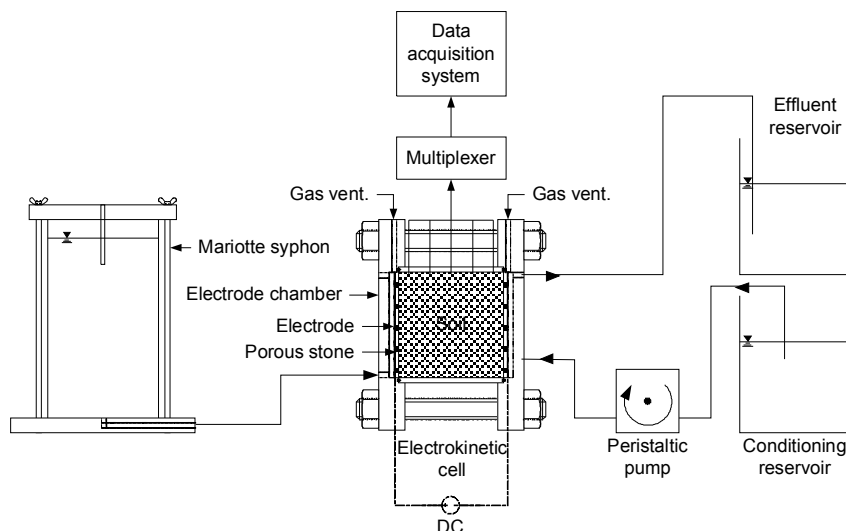 Data
acquisition
system
Effluent
reservoir
Multiplexer
Gas vent.
Gas vent.
Mariotte syphon
Electrode chamber
Electrode
Soil
Porous stone
Electrokinetic
cell
Peristaltic
pump
Conditioning
reservoir
DC